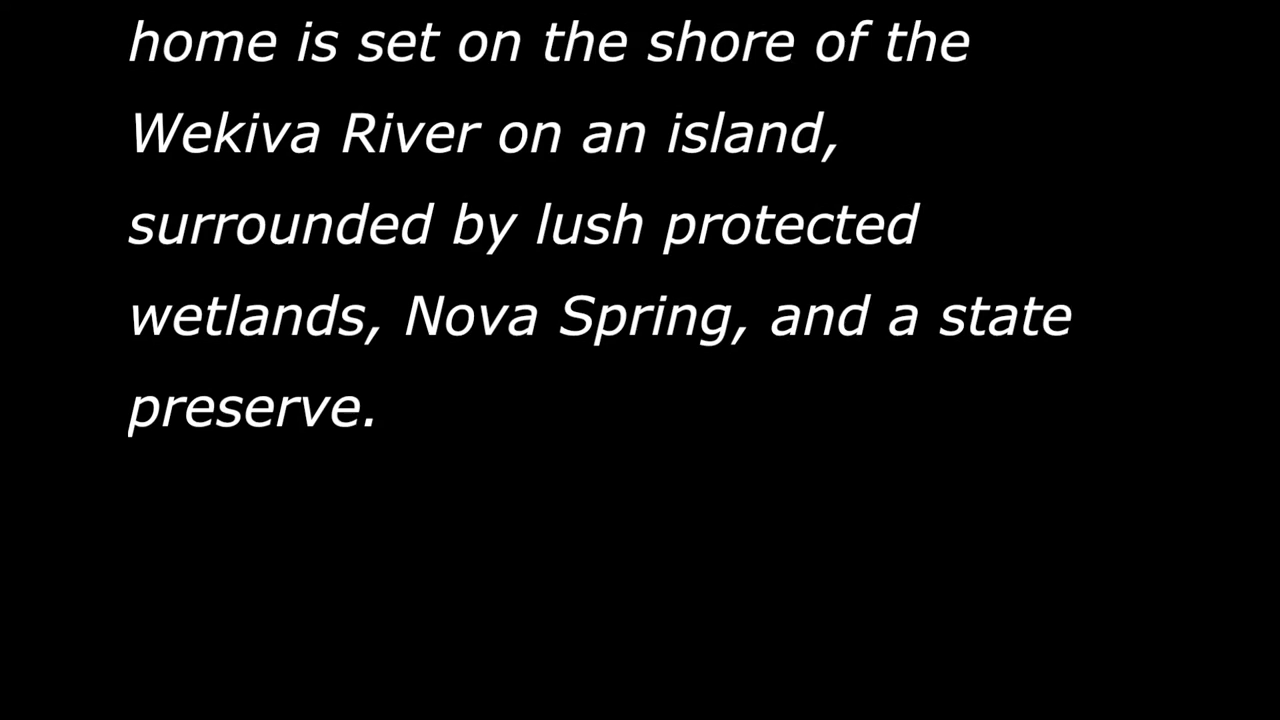 home is set on the shore of the
Wekiva River on an island,
surrounded by lush protected
wetlands, Nova Spring, and a state
preserve.